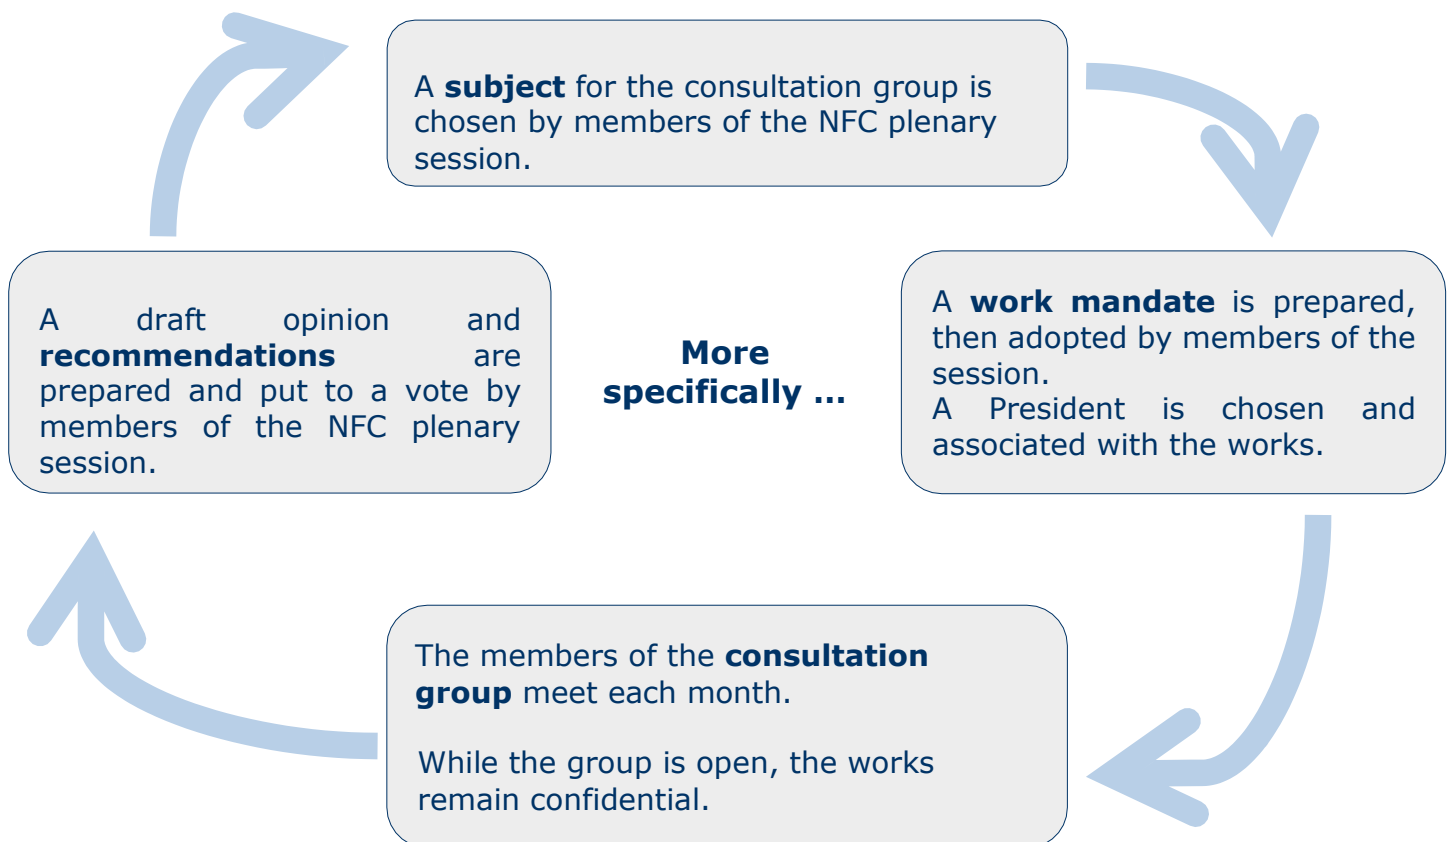 A subject for the consultation group is
chosen by members of the NFC plenary
session.
A work mandate is prepared,
then adopted by members of the
session.
A President is chosen and
associated with the works.
The members of the consultation
group meet each month.
While the group is open, the works
remain confidential.
A draft opinion and
recommendations are
prepared and put to a vote by
members of the NFC plenary
session.
More
specifically ...